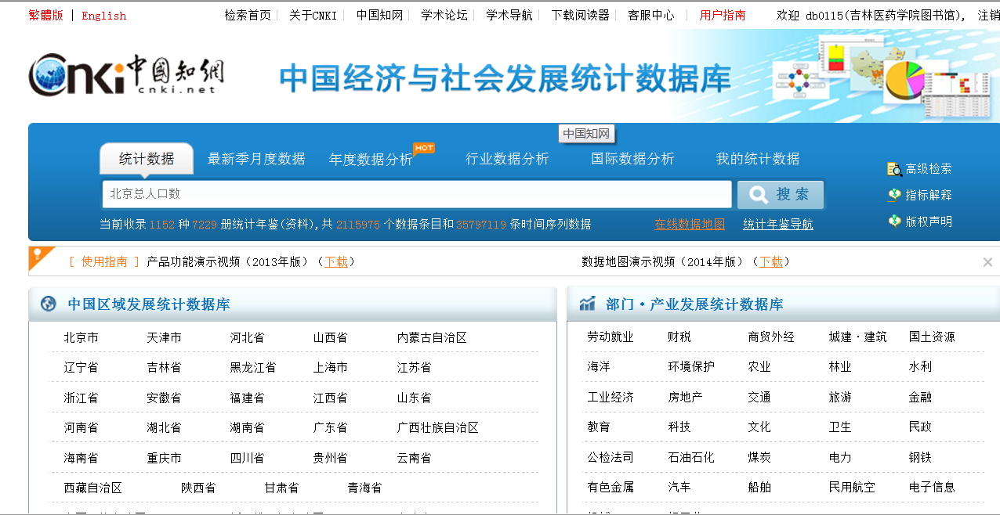 繁體版 | English 检索首页 关于CNKI 中国知网 学术论坛 学术导航 下载阅读器 客服中心 用户指南 欢迎 db0115(吉林医药学院图书馆), 注销
Cnki中国知網
cnki.net
中国经济与社会发展统计数据库
中国知网
统计数据 最新季月度数据 年度数据分析 HOT 行业数据分析 国际数据分析 我的统计数据
高级检索
北京总人口数 搜索
指标解释
当前收录 1152 种 7229 册统计年鉴(资料), 共 2115975 个数据条目和 35797119 条时间序列数据 在线数据地图 统计年鉴导航
版权声明
[ 使用指南 ] 产品功能演示视频（2013年版）（下载） 数据地图演示视频（2014年版）（下载）
中国区域发展统计数据库
北京市 天津市 河北省 山西省 内蒙古自治区
辽宁省 吉林省 黑龙江省 上海市 江苏省
浙江省 安徽省 福建省 江西省 山东省
河南省 湖北省 湖南省 广东省 广西壮族自治区
海南省 重庆市 四川省 贵州省 云南省
西藏自治区 陕西省 甘肃省 青海省
部门·产业发展统计数据库
劳动就业 财税 商贸外经 城建·建筑 国土资源
海洋 环境保护 农业 林业 水利
工业经济 房地产 交通 旅游 金融
教育 科技 文化 卫生 民政
公检法司 石油石化 煤炭 电力 钢铁
有色金属 汽车 船舶 民用航空 电子信息